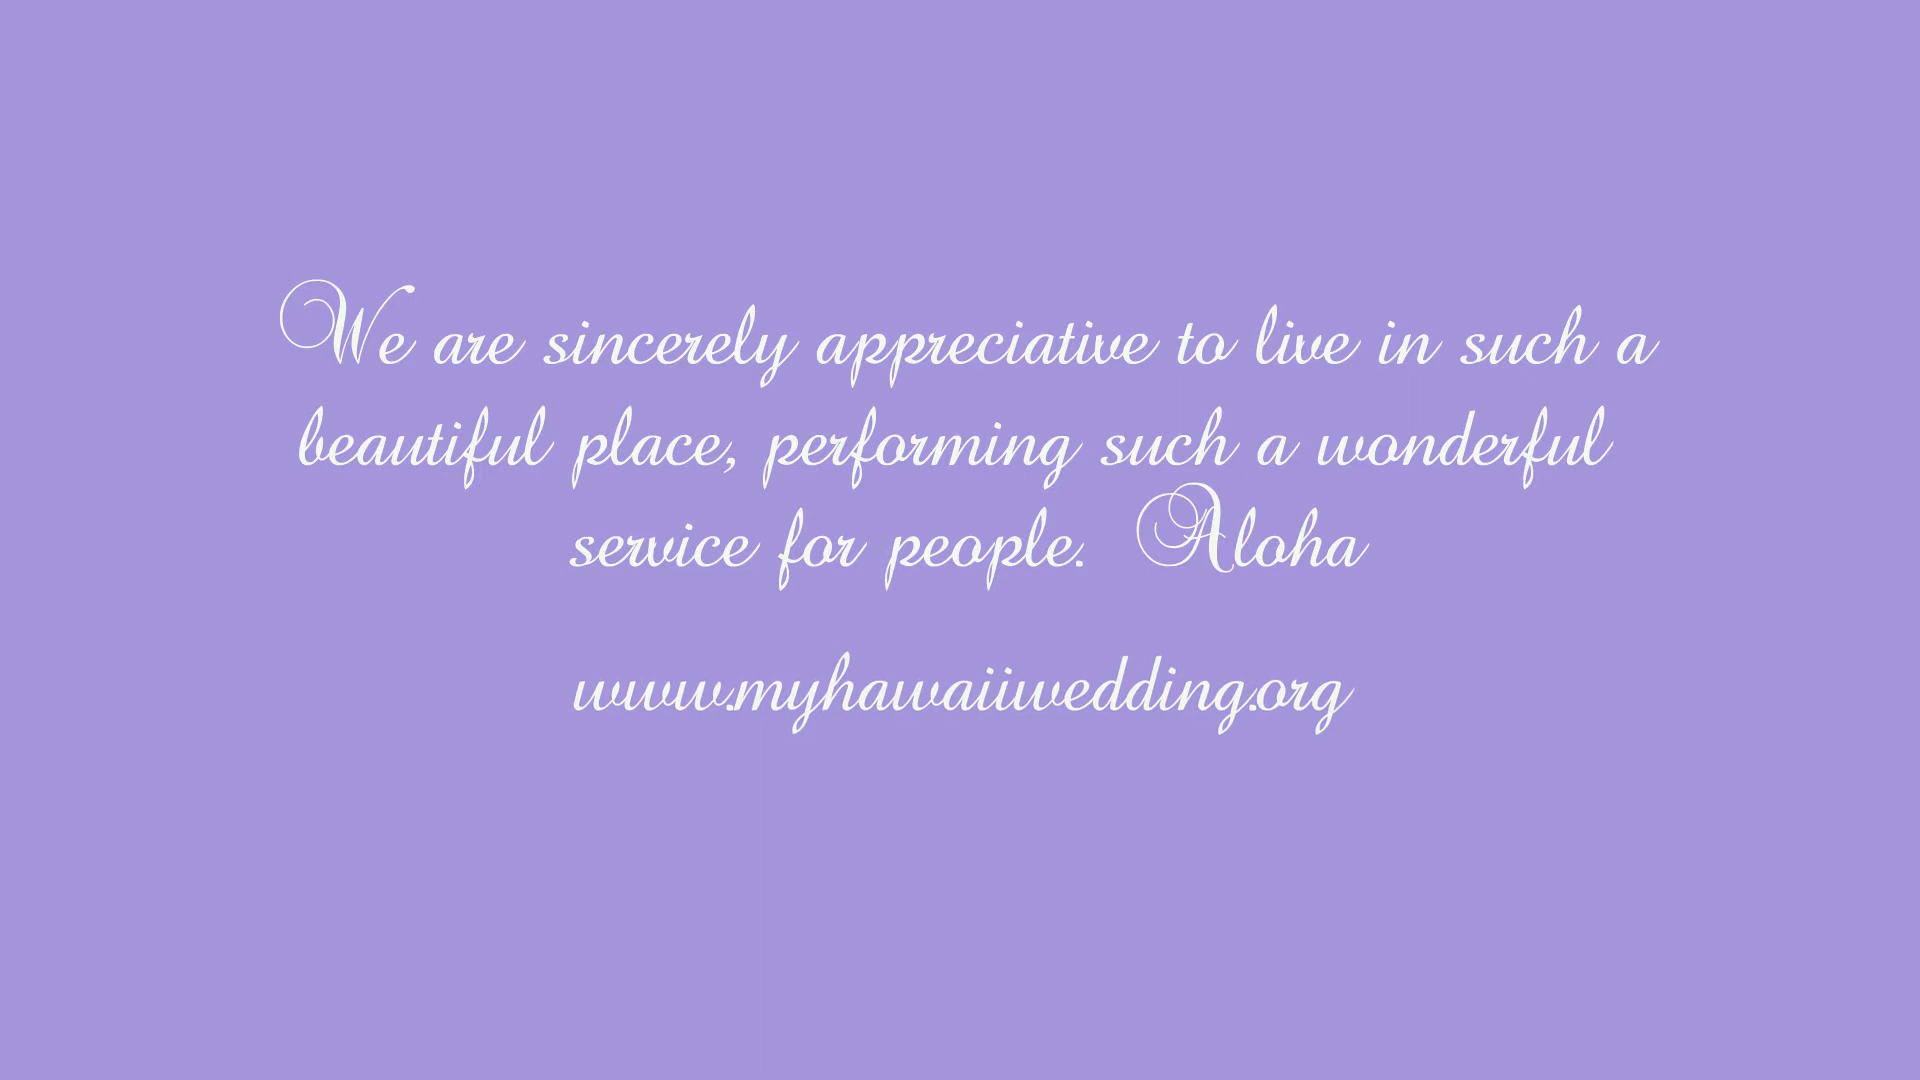 We are sincerely appreciative to live in such a
beautiful place, performing such a wonderful
service for people.  Aloha
www.myhawaiiwedding.org